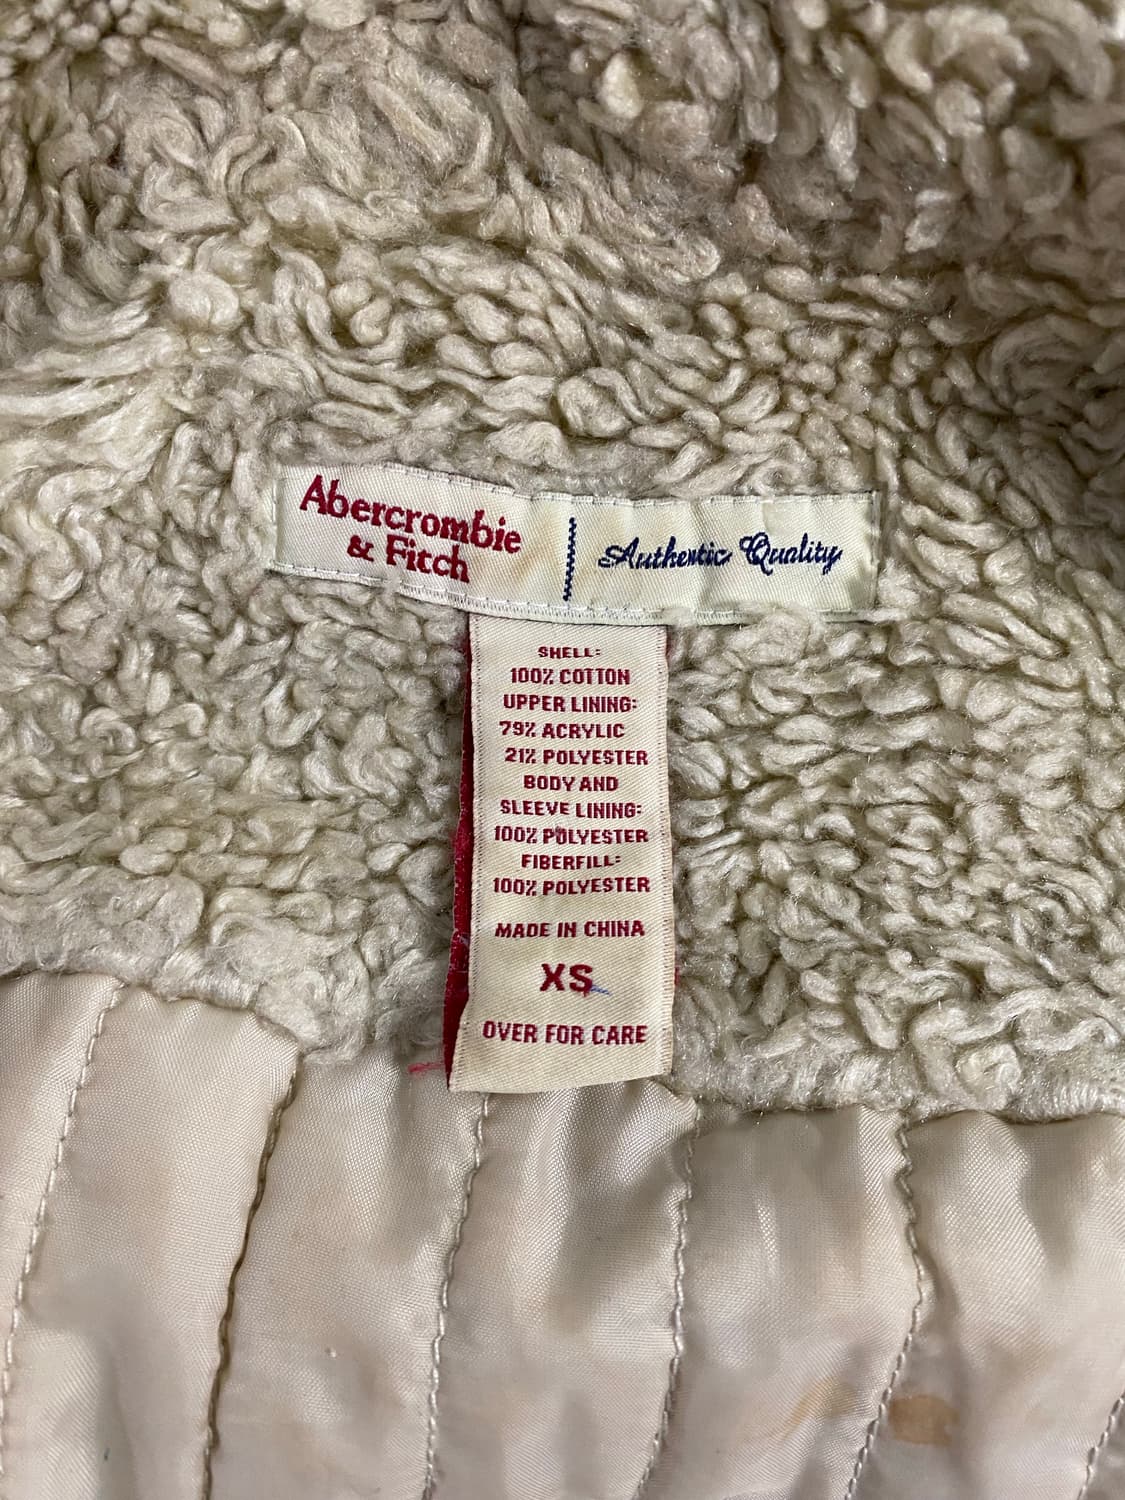 Abercrombie
& Fitch
Authentic Quality
SHELL:
100% COTTON
UPPER LINING:
79% ACRYLIC
21% POLYESTER
BODY AND
SLEEVE LINING:
100% POLYESTER
FIBERFILL:
100% POLYESTER
MADE IN CHINA
XS
OVER FOR CARE